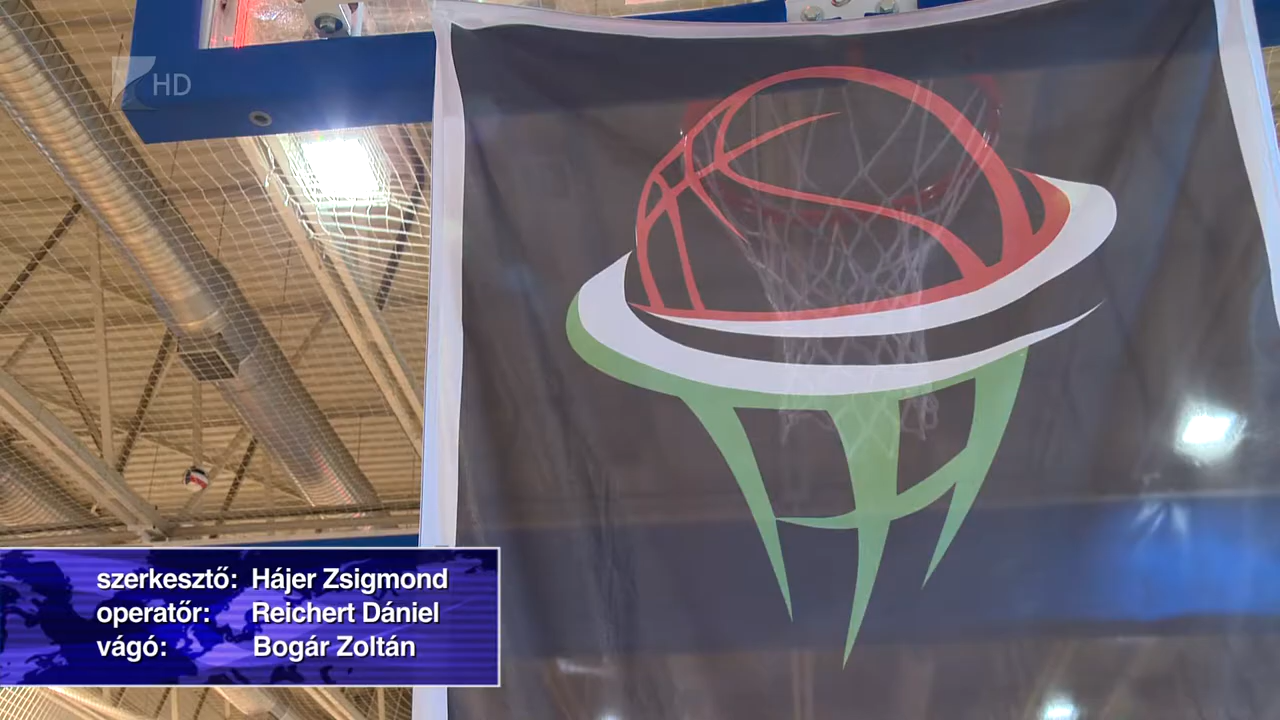 HD
szerkesztő: Hájer Zsigmond
operatőr: Reichert Dániel
vágó: Bogár Zoltán